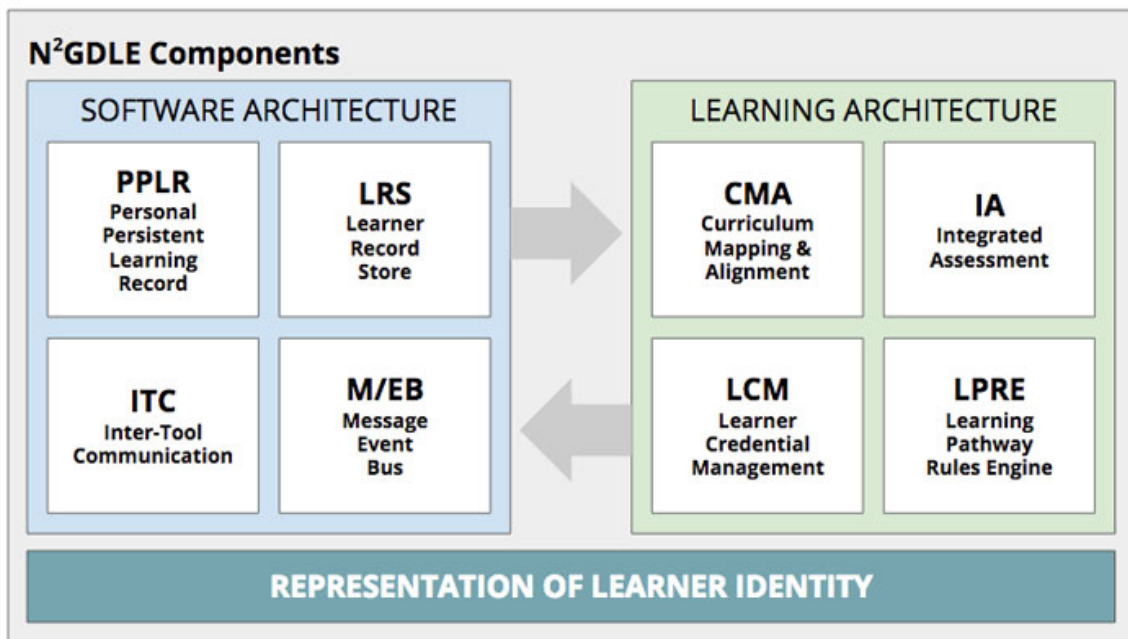 N²GDLE Components
SOFTWARE ARCHITECTURE
PPLR
Personal
Persistent
Learning
Record
LRS
Learner
Record
Store
ITC
Inter-Tool
Communication
M/EB
Message
Event
Bus
LEARNING ARCHITECTURE
CMA
Curriculum
Mapping &
Alignment
IA
Integrated
Assessment
LCM
Learner
Credential
Management
LPRE
Learning
Pathway
Rules Engine
REPRESENTATION OF LEARNER IDENTITY